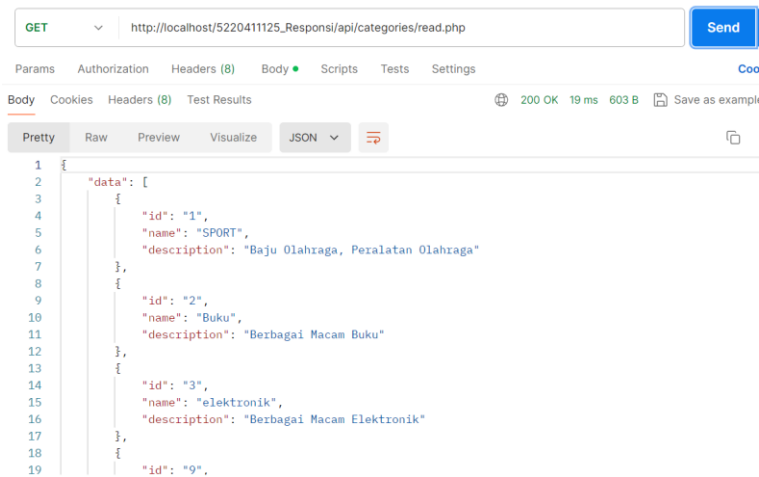 GET http://localhost/5220411125_Responsi/api/categories/read.php Send
Params Authorization Headers (8) Body Scripts Tests Settings Coo
Body Cookies Headers (8) Test Results 200 OK 19 ms 603 B Save as example
Pretty Raw Preview Visualize JSON
1 {
2 "data": [
3 {
4 "id": "1",
5 "name": "SPORT",
6 "description": "Baju Olahraga, Peralatan Olahraga"
7 },
8 {
9 "id": "2",
10 "name": "Buku",
11 "description": "Berbagai Macam Buku"
12 },
13 {
14 "id": "3",
15 "name": "elektronik",
16 "description": "Berbagai Macam Elektronik"
17 },
18 {
19 "id": "9",